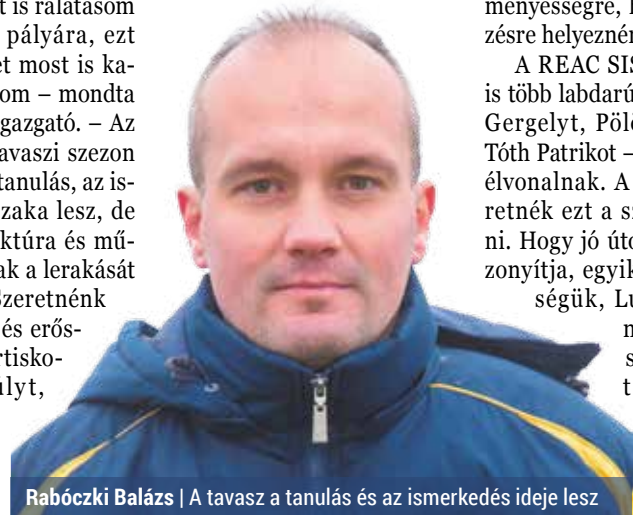 t is rálátásom
pályára, ezt
et most is ka-
om – mondta
gazgató. – Az
avaszi szezon
tanulás, az is-
zaka lesz, de
ktúra és mű-
ak a lerakását
Szeretnénk
és erős-
rtisko-
úlyt,
ményességre,
zésre helyeznén
A REAC SIS
is több labdarú
Gergelyt, Pölö
Tóth Patrikot –
élvonalnak. A
retnék ezt a sz
ni. Hogy jó úto
zonyítja, egyik
ségük, Lu
n
s
t
Rabóczki Balázs | A tavasz a tanulás és az ismerkedés ideje lesz